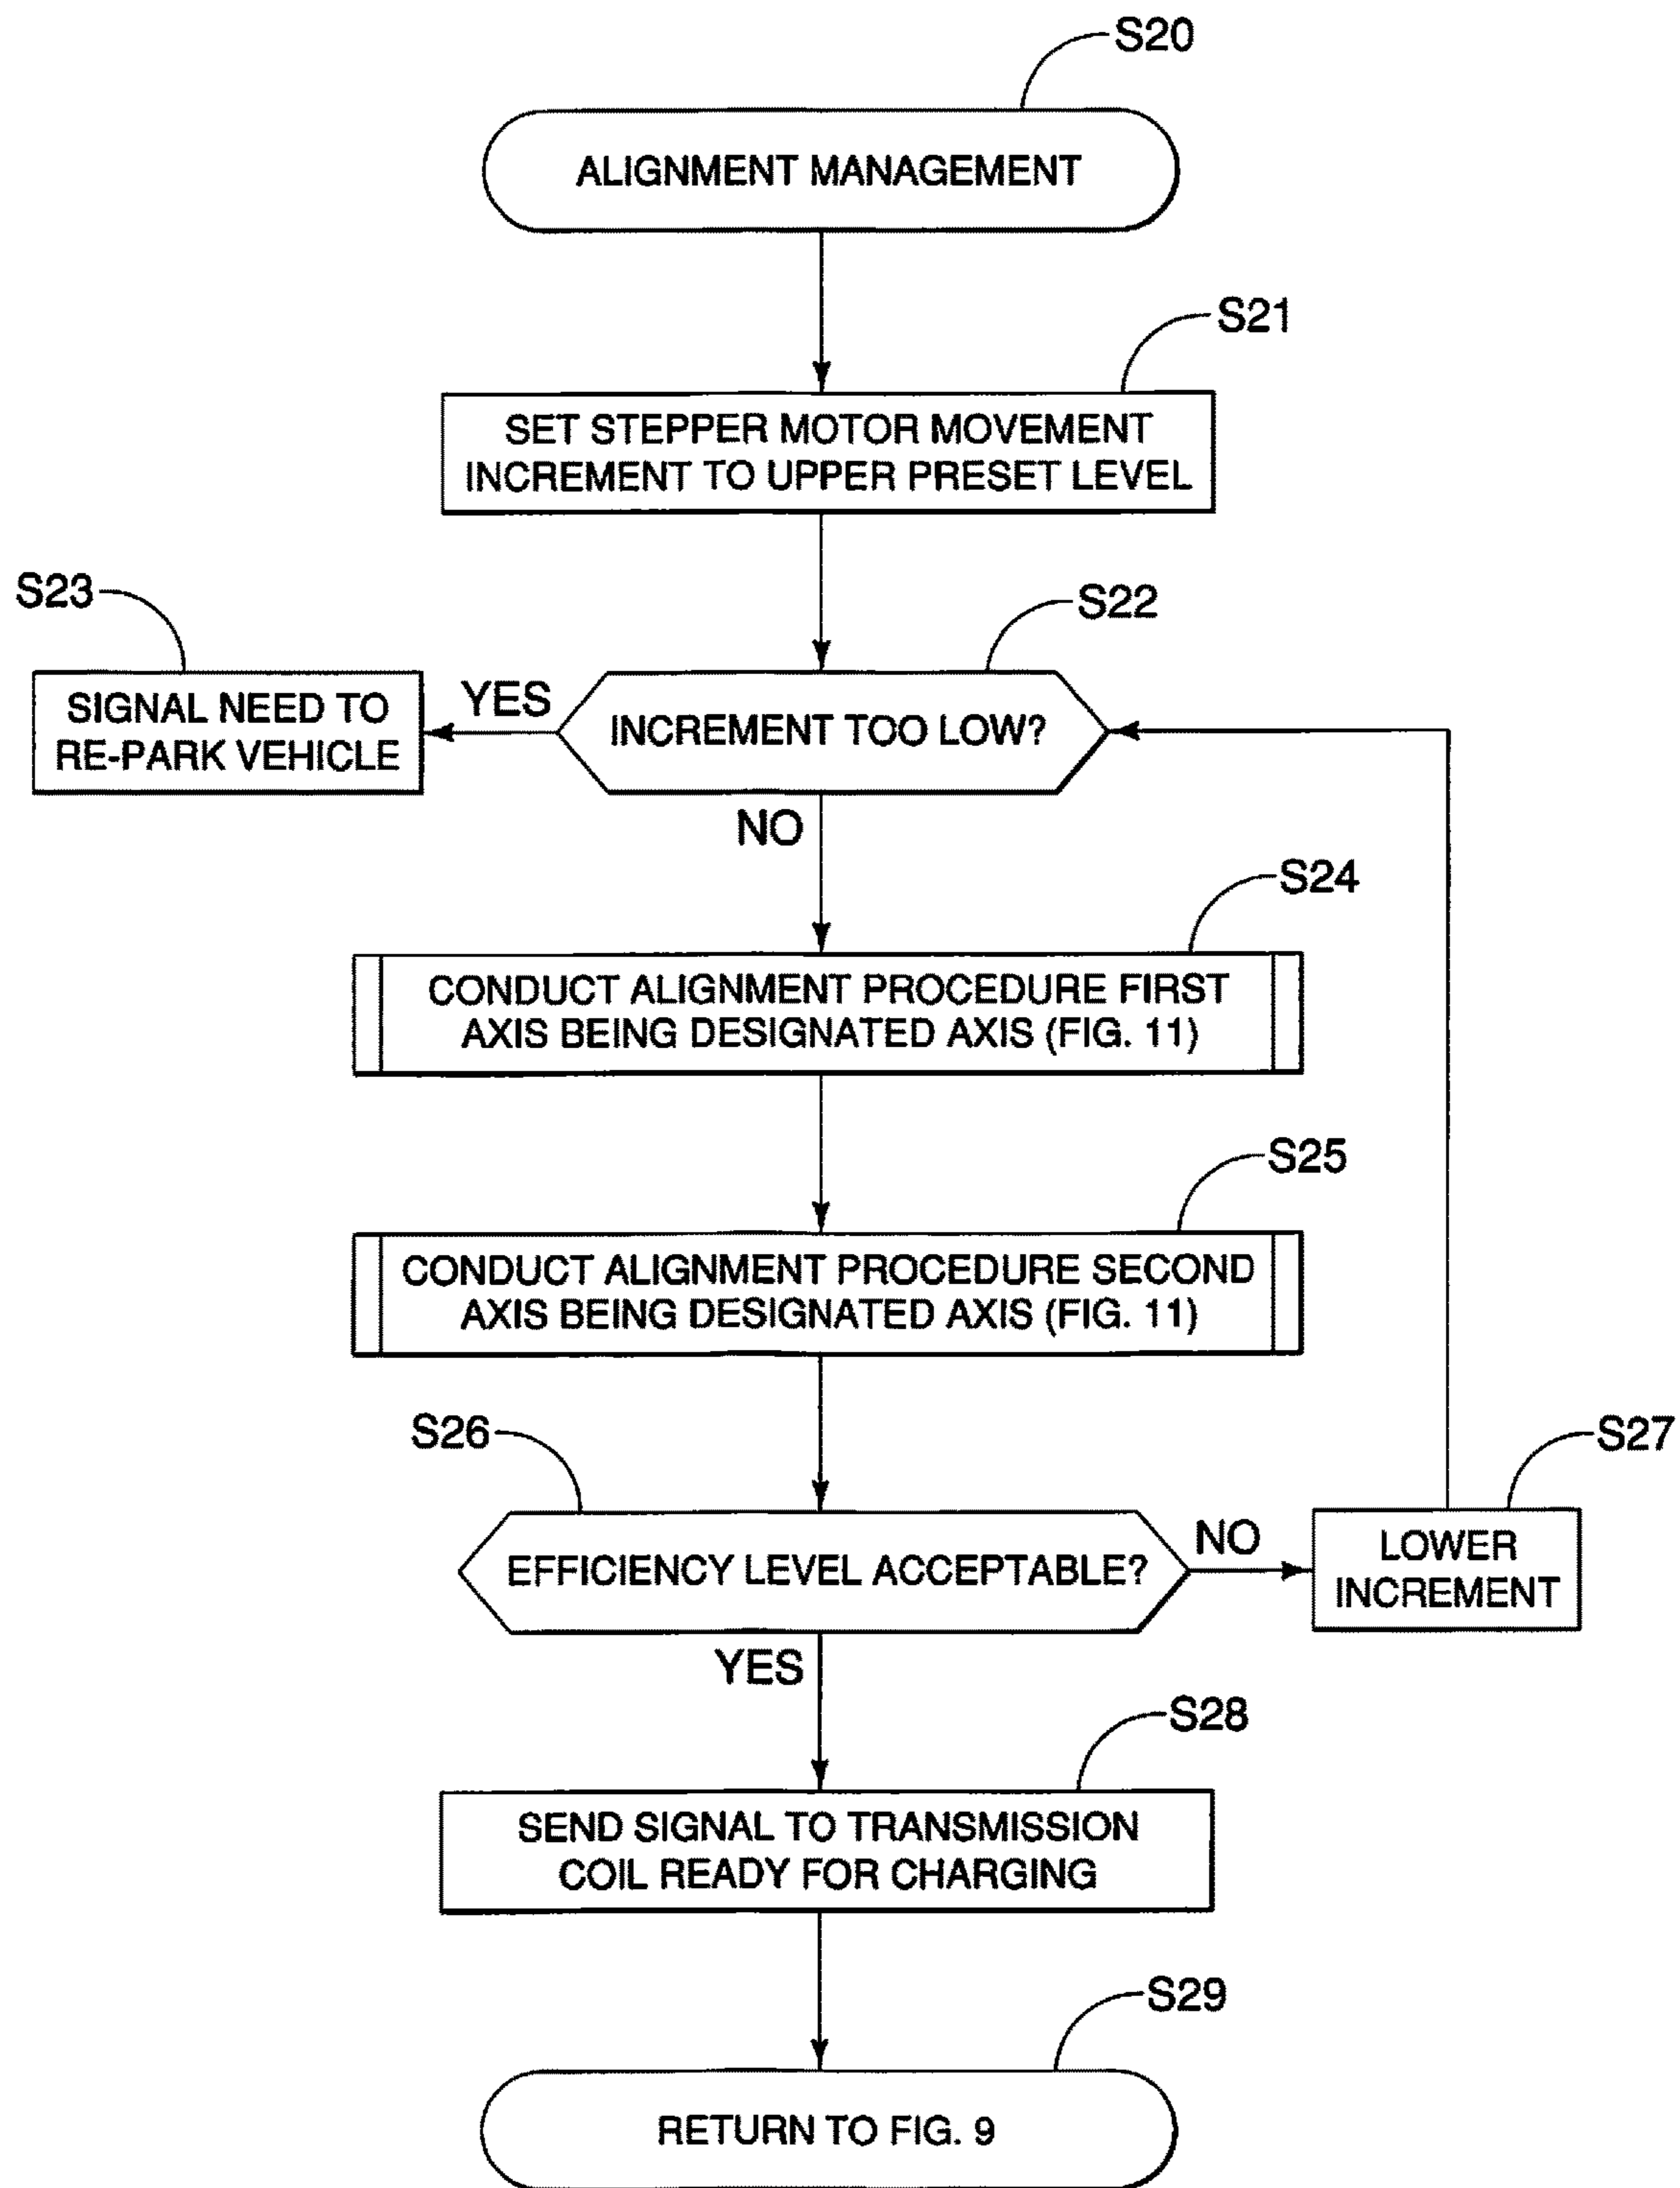 S20
ALIGNMENT MANAGEMENT
S21
SET STEPPER MOTOR MOVEMENT
INCREMENT TO UPPER PRESET LEVEL
S23
S22
SIGNAL NEED TO
RE-PARK VEHICLE
YES
INCREMENT TOO LOW?
NO
S24
CONDUCT ALIGNMENT PROCEDURE FIRST
AXIS BEING DESIGNATED AXIS (FIG. 11)
S25
CONDUCT ALIGNMENT PROCEDURE SECOND
AXIS BEING DESIGNATED AXIS (FIG. 11)
S26
S27
EFFICIENCY LEVEL ACCEPTABLE?
NO
LOWER
INCREMENT
YES
S28
SEND SIGNAL TO TRANSMISSION
COIL READY FOR CHARGING
S29
RETURN TO FIG. 9